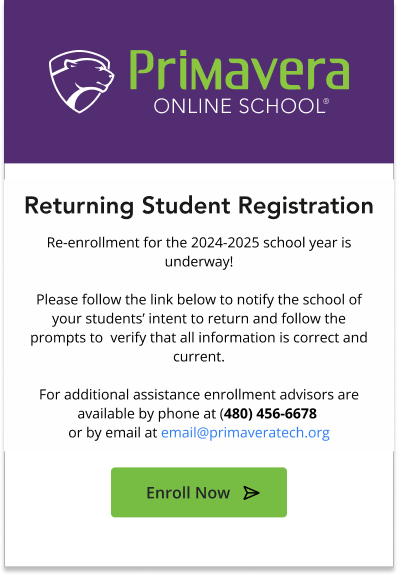 Primavera
ONLINE SCHOOL®
Returning Student Registration
Re-enrollment for the 2024-2025 school year is
underway!
Please follow the link below to notify the school of
your students’ intent to return and follow the
prompts to  verify that all information is correct and
current.
For additional assistance enrollment advisors are
available by phone at (480) 456-6678
or by email at email@primaveratech.org
Enroll Now